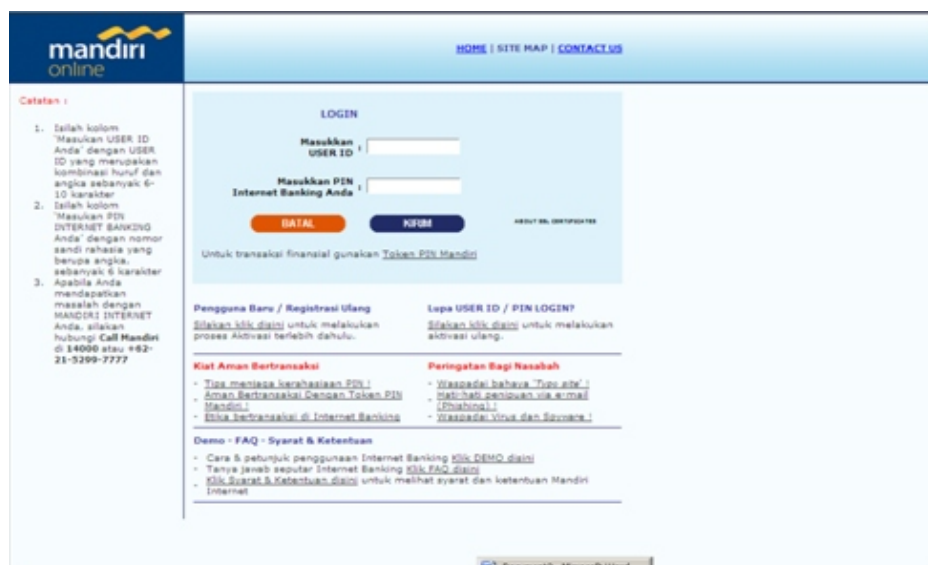 mandırı
online
HOME | SITE MAP | CONTACT US
Catatan :
1. Isilah kolom
'Masukan USER ID
Anda' dengan USER
ID yang merupakan
kombinasi huruf dan
angka sebanyak 6-
10 karakter
2. Isilah kolom
'Masukan PIN
INTERNET BANKING
Anda' dengan nomor
sandi rahasia yang
berupa angka,
sebanyak 6 karakter
3. Apabila Anda
mendapatkan
masalah dengan
MANDIRI INTERNET
Anda, silakan
hubungi Call Mandiri
di 14000 atau +62-
21-5299-7777
LOGIN
Masukkan
USER ID :
Masukkan PIN
Internet Banking Anda :
BATAL
KIRIM
ABOUT SSL CERTIFICATES
Untuk transaksi finansial gunakan Token PIN Mandiri
Pengguna Baru / Registrasi Ulang
Silakan klik disini untuk melakukan
proses Aktivasi terlebih dahulu.
Lupa USER ID / PIN LOGIN?
Silakan klik disini untuk melakukan
aktivasi ulang.
Kiat Aman Bertransaksi
- Tips menjaga kerahasiaan PIN !
- Aman Bertransaksi Dengan Token PIN
Mandiri !
- Etika bertransaksi di Internet Banking
Peringatan Bagi Nasabah
- Waspadai bahaya 'Typo site' !
- Hati-hati penipuan via e-mail
(Phishing) !
- Waspadai Virus dan Spyware !
Demo - FAQ - Syarat & Ketentuan
- Cara & petunjuk penggunaan Internet Banking Klik DEMO disini
- Tanya jawab seputar Internet Banking Klik FAQ disini
- Klik Syarat & Ketentuan disini untuk melihat syarat dan ketentuan Mandiri
Internet